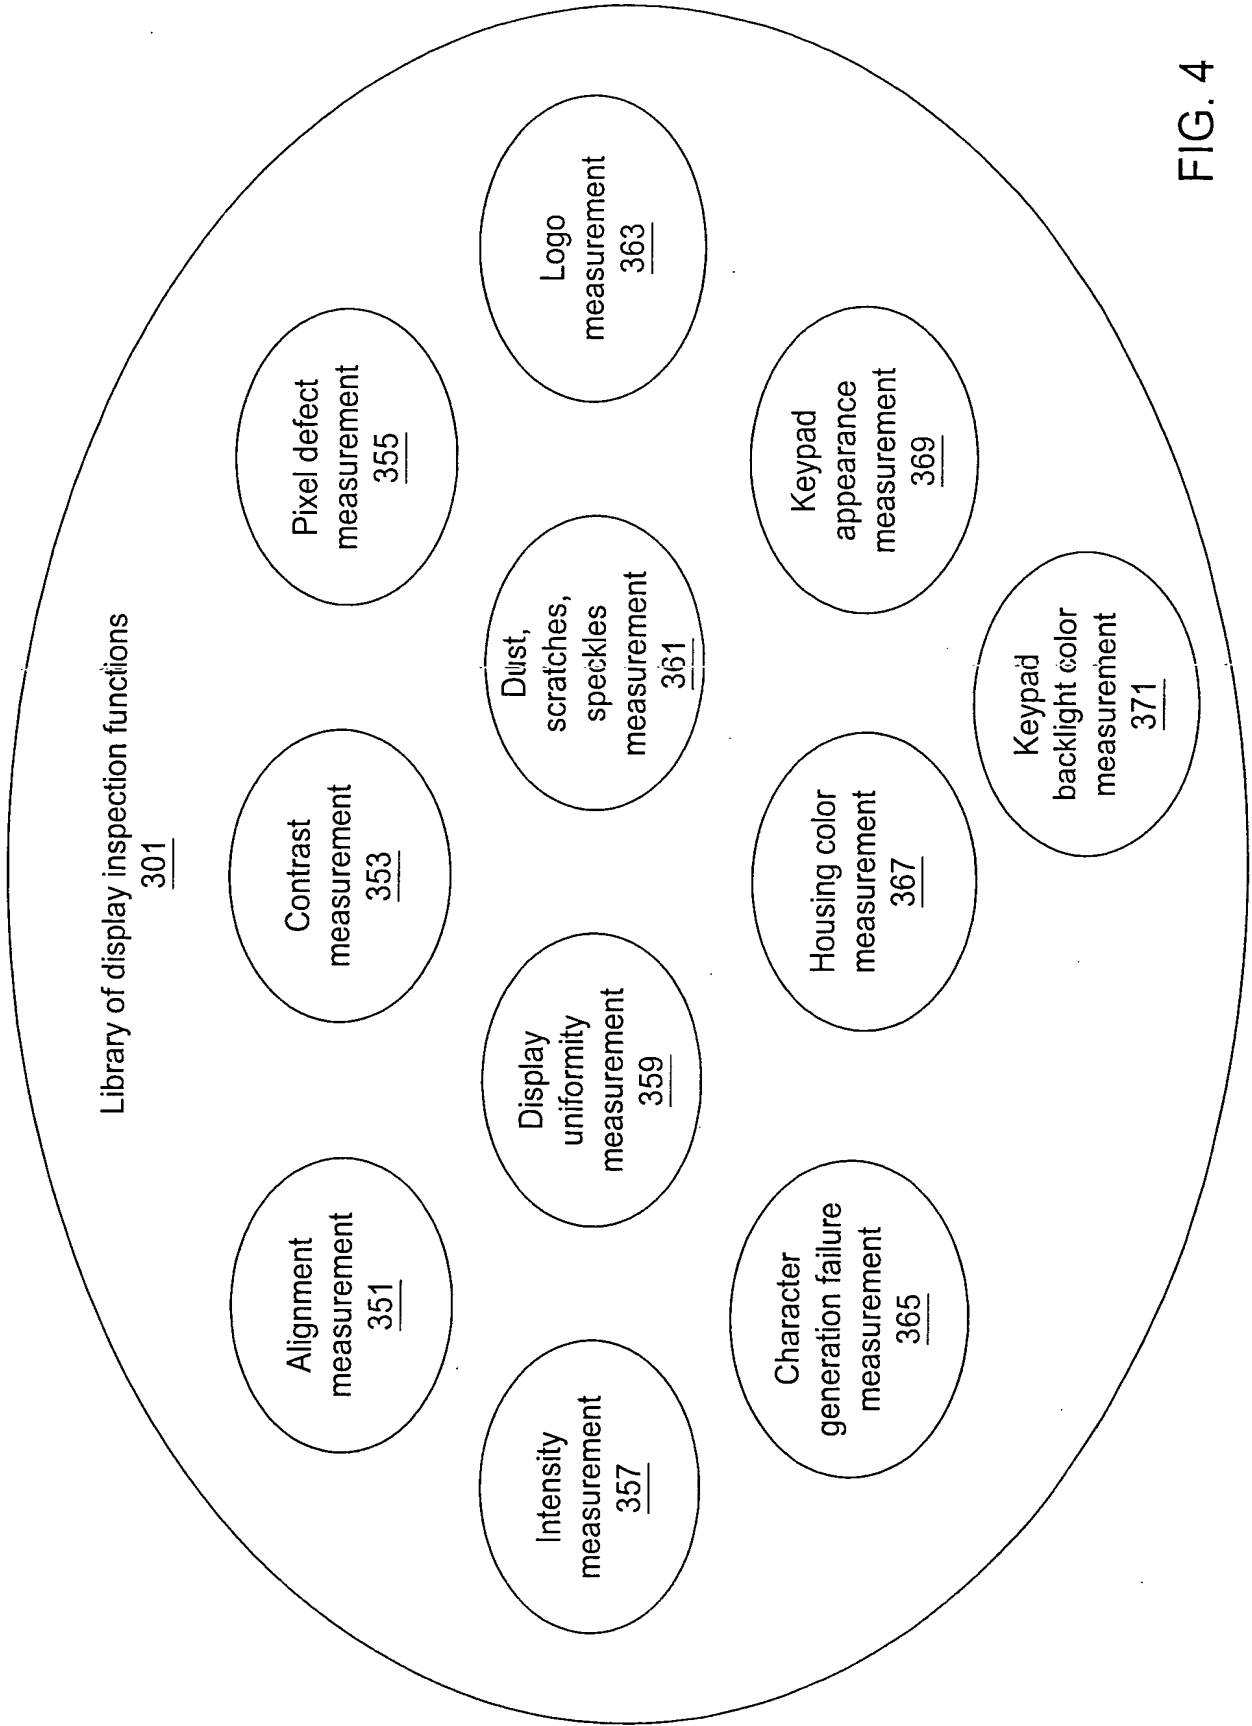 Library of display inspection functions
301
Alignment
measurement
351
Contrast
measurement
353
Pixel defect
measurement
355
Intensity
measurement
357
Display
uniformity
measurement
359
Dust,
scratches,
speckles
measurement
361
Logo
measurement
363
Character
generation failure
measurement
365
Housing color
measurement
367
Keypad
appearance
measurement
369
Keypad
backlight color
measurement
371
FIG. 4